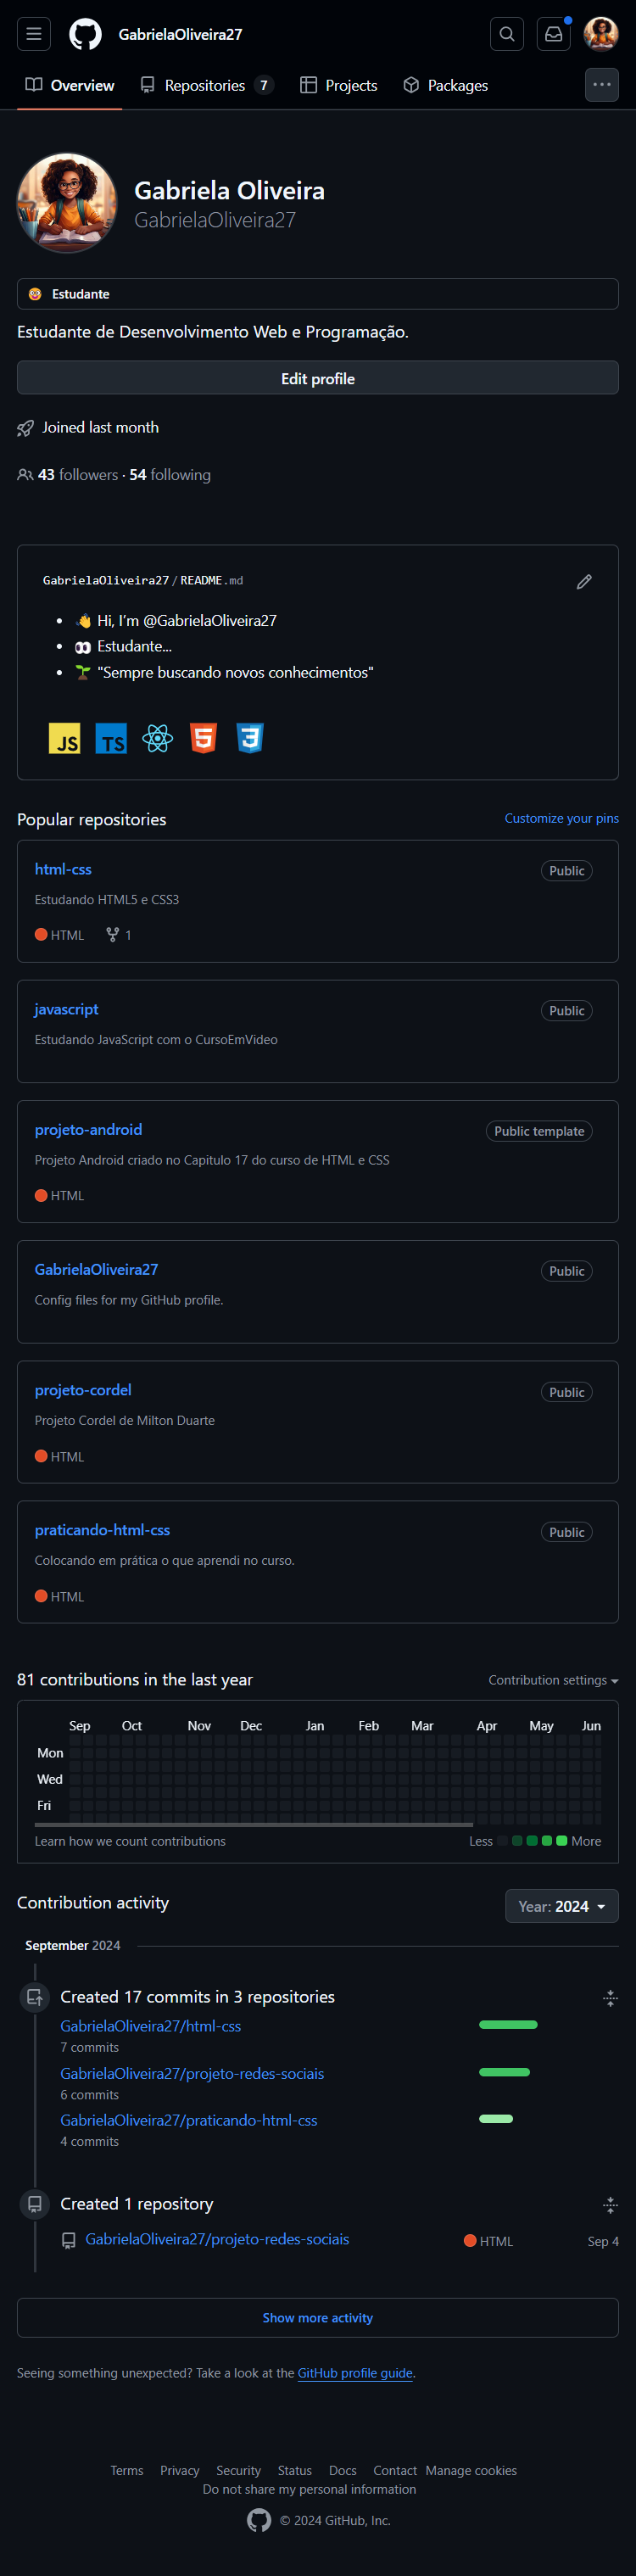 GabrielaOliveira27
Overview Repositories 7 Projects Packages
Gabriela Oliveira
GabrielaOliveira27
Estudante
Estudante de Desenvolvimento Web e Programação.
Edit profile
Joined last month
43 followers · 54 following
GabrielaOliveira27/README.md
Hi, I'm @GabrielaOliveira27
Estudante...
"Sempre buscando novos conhecimentos"
JS TS 5 3
Popular repositories Customize your pins
html-css Public
Estudando HTML5 e CSS3
HTML 1
javascript Public
Estudando JavaScript com o CursoEmVideo
projeto-android Public template
Projeto Android criado no Capitulo 17 do curso de HTML e CSS
HTML
GabrielaOliveira27 Public
Config files for my GitHub profile.
projeto-cordel Public
Projeto Cordel de Milton Duarte
HTML
praticando-html-css Public
Colocando em prática o que aprendi no curso.
HTML
81 contributions in the last year Contribution settings
Sep Oct Nov Dec Jan Feb Mar Apr May Jun
Mon
Wed
Fri
Learn how we count contributions Less More
Contribution activity Year: 2024
September 2024
Created 17 commits in 3 repositories
GabrielaOliveira27/html-css
7 commits
GabrielaOliveira27/projeto-redes-sociais
6 commits
GabrielaOliveira27/praticando-html-css
4 commits
Created 1 repository
GabrielaOliveira27/projeto-redes-sociais HTML Sep 4
Show more activity
Seeing something unexpected? Take a look at the GitHub profile guide.
Terms Privacy Security Status Docs Contact Manage cookies
Do not share my personal information
© 2024 GitHub, Inc.